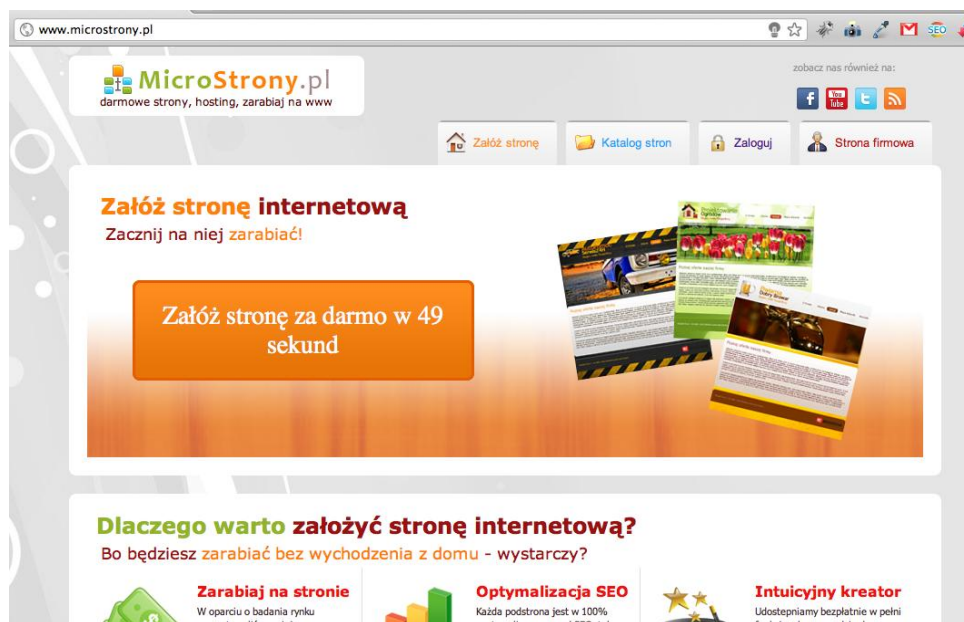 www.microstrony.pl
SEO
MicroStrony.pl
darmowe strony, hosting, zarabiaj na www
zobacz nas również na:
You
Tube
Załóż stronę
Katalog stron
Zaloguj
Strona firmowa
Załóż stronę internetową
Zacznij na niej zarabiać!
Załóż stronę za darmo w 49
sekund
Dlaczego warto założyć stronę internetową?
Bo będziesz zarabiać bez wychodzenia z domu - wystarczy?
Zarabiaj na stronie
W oparciu o badania rynku
Optymalizacja SEO
Każda podstrona jest w 100%
Intuicyjny kreator
Udostępniamy bezpłatnie w pełni